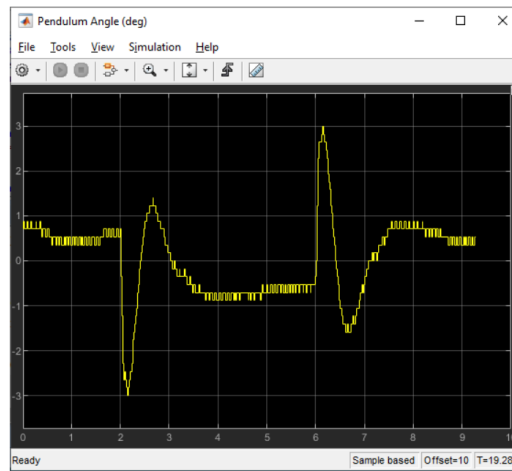 Pendulum Angle (deg)
File Tools View Simulation Help
3
2
1
0
-1
-2
-3
0 1 2 3 4 5 6 7 8 9 10
Ready Sample based Offset=10 T=19.28